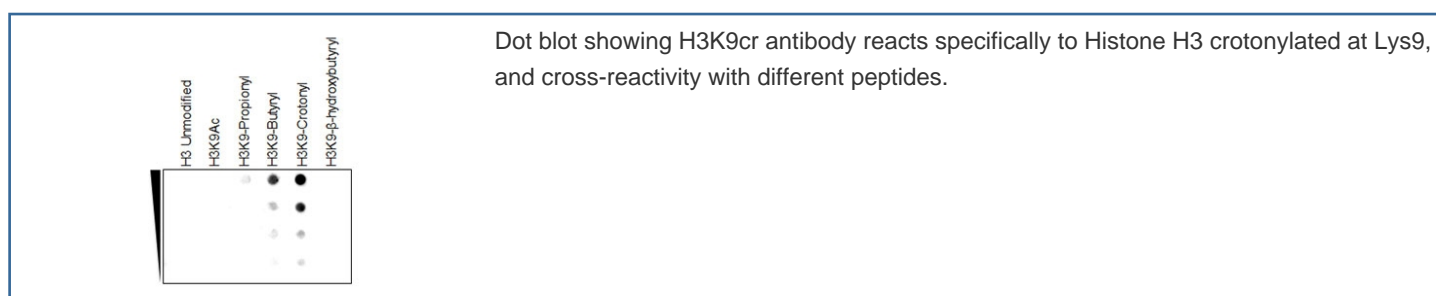 H3 Unmodified
H3K9Ac
H3K9-Propionyl
H3K9-Butyryl
H3K9-Crotonyl
H3K9-β-hydroxybutyryl
Dot blot showing H3K9cr antibody reacts specifically to Histone H3 crotonylated at Lys9,
and cross-reactivity with different peptides.